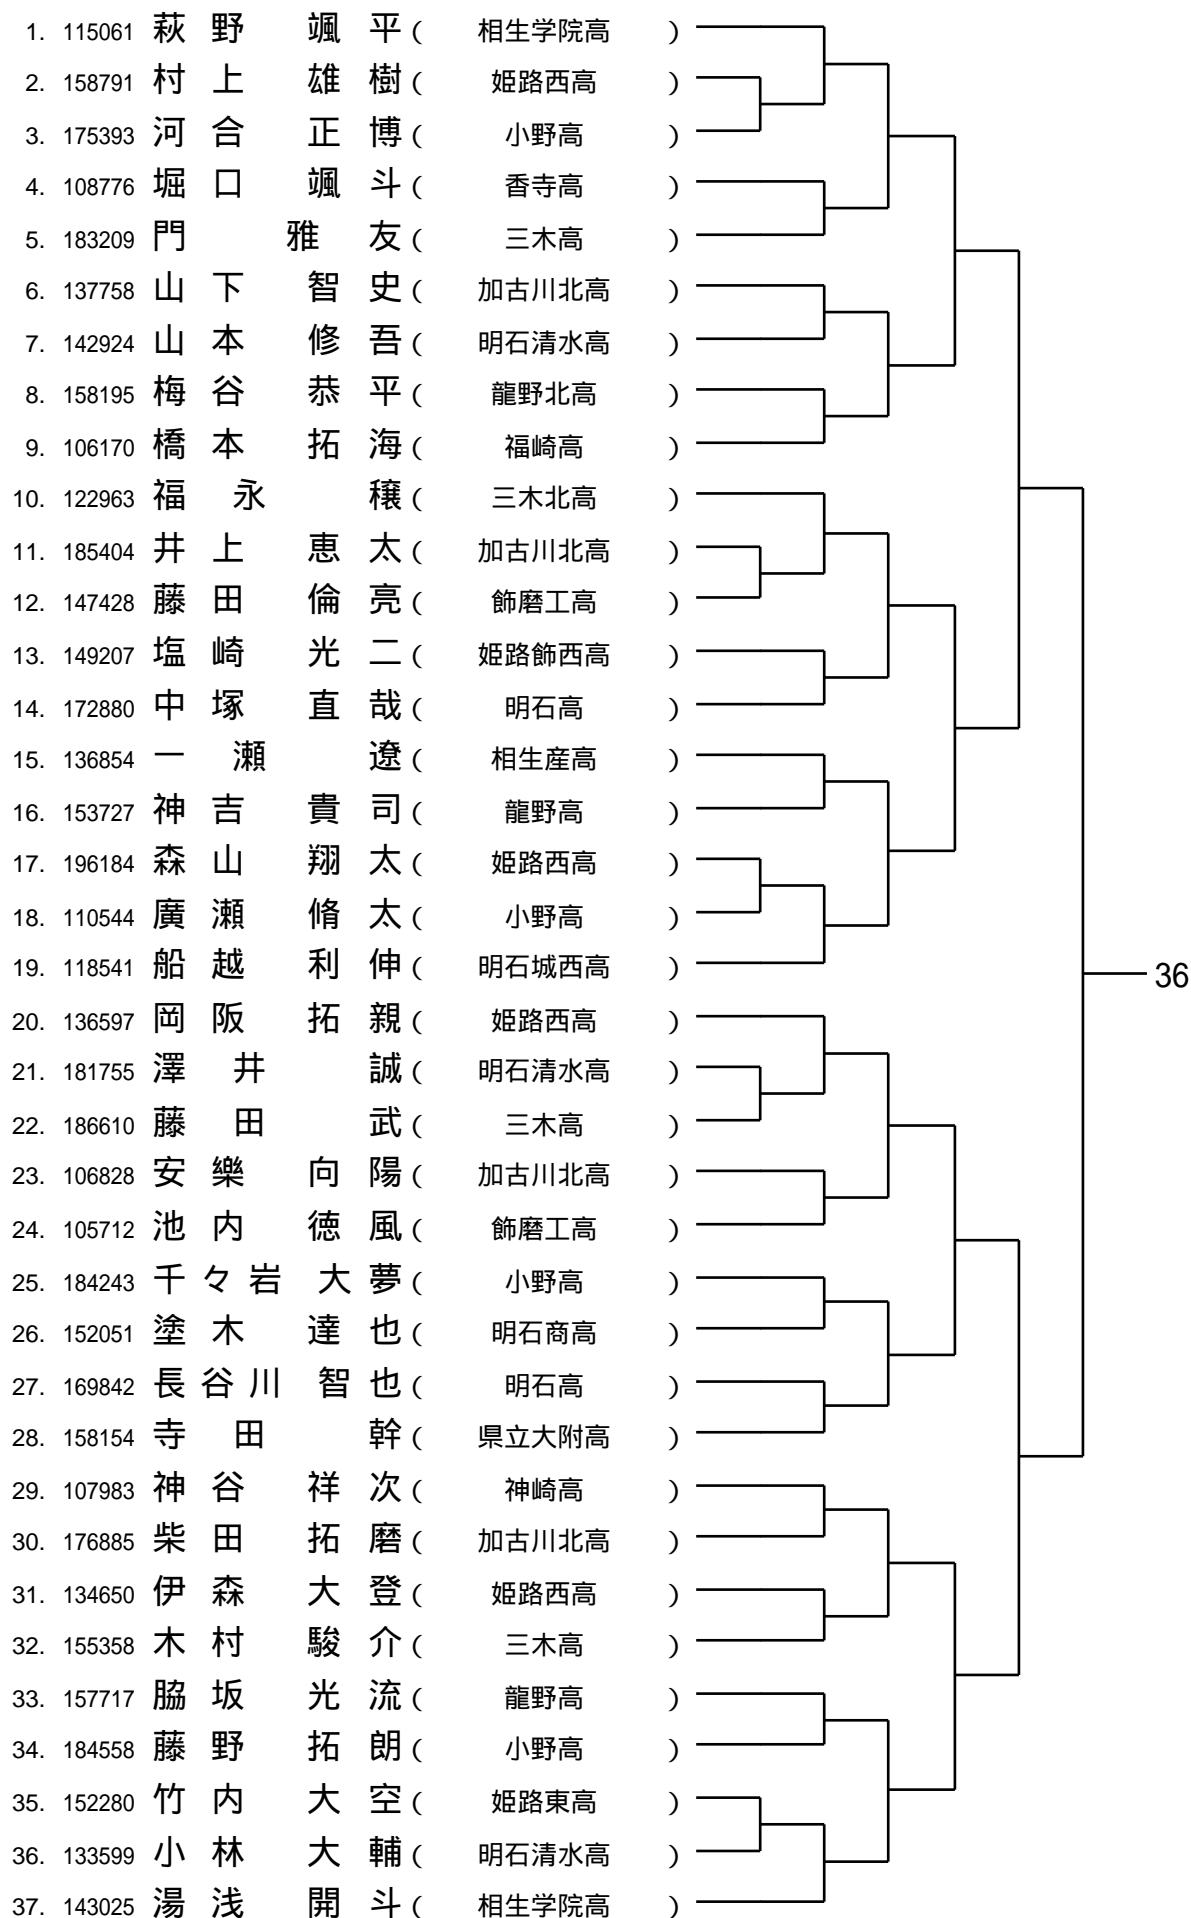 1. 115061 萩野 颯平 ( 相生学院高 )
2. 158791 村上 雄樹 ( 姫路西高 )
3. 175393 河合 正博 ( 小野高 )
4. 108776 堀口 颯斗 ( 香寺高 )
5. 183209 門 雅友 ( 三木高 )
6. 137758 山下 智史 ( 加古川北高 )
7. 142924 山本 修吾 ( 明石清水高 )
8. 158195 梅谷 恭平 ( 龍野北高 )
9. 106170 橋本 拓海 ( 福崎高 )
10. 122963 福永 穣 ( 三木北高 )
11. 185404 井上 恵太 ( 加古川北高 )
12. 147428 藤田 倫亮 ( 飾磨工高 )
13. 149207 塩崎 光二 ( 姫路飾西高 )
14. 172880 中塚 直哉 ( 明石高 )
15. 136854 一瀬 遼 ( 相生産高 )
16. 153727 神吉 貴司 ( 龍野高 )
17. 196184 森山 翔太 ( 姫路西高 )
18. 110544 廣瀬 脩太 ( 小野高 )
19. 118541 船越 利伸 ( 明石城西高 )
36
20. 136597 岡阪 拓親 ( 姫路西高 )
21. 181755 澤井 誠 ( 明石清水高 )
22. 186610 藤田 武 ( 三木高 )
23. 106828 安樂 向陽 ( 加古川北高 )
24. 105712 池内 徳風 ( 飾磨工高 )
25. 184243 千々岩 大夢 ( 小野高 )
26. 152051 塗木 達也 ( 明石商高 )
27. 169842 長谷川 智也 ( 明石高 )
28. 158154 寺田 幹 ( 県立大附高 )
29. 107983 神谷 祥次 ( 神崎高 )
30. 176885 柴田 拓磨 ( 加古川北高 )
31. 134650 伊森 大登 ( 姫路西高 )
32. 155358 木村 駿介 ( 三木高 )
33. 157717 脇坂 光流 ( 龍野高 )
34. 184558 藤野 拓朗 ( 小野高 )
35. 152280 竹内 大空 ( 姫路東高 )
36. 133599 小林 大輔 ( 明石清水高 )
37. 143025 湯浅 開斗 ( 相生学院高 )